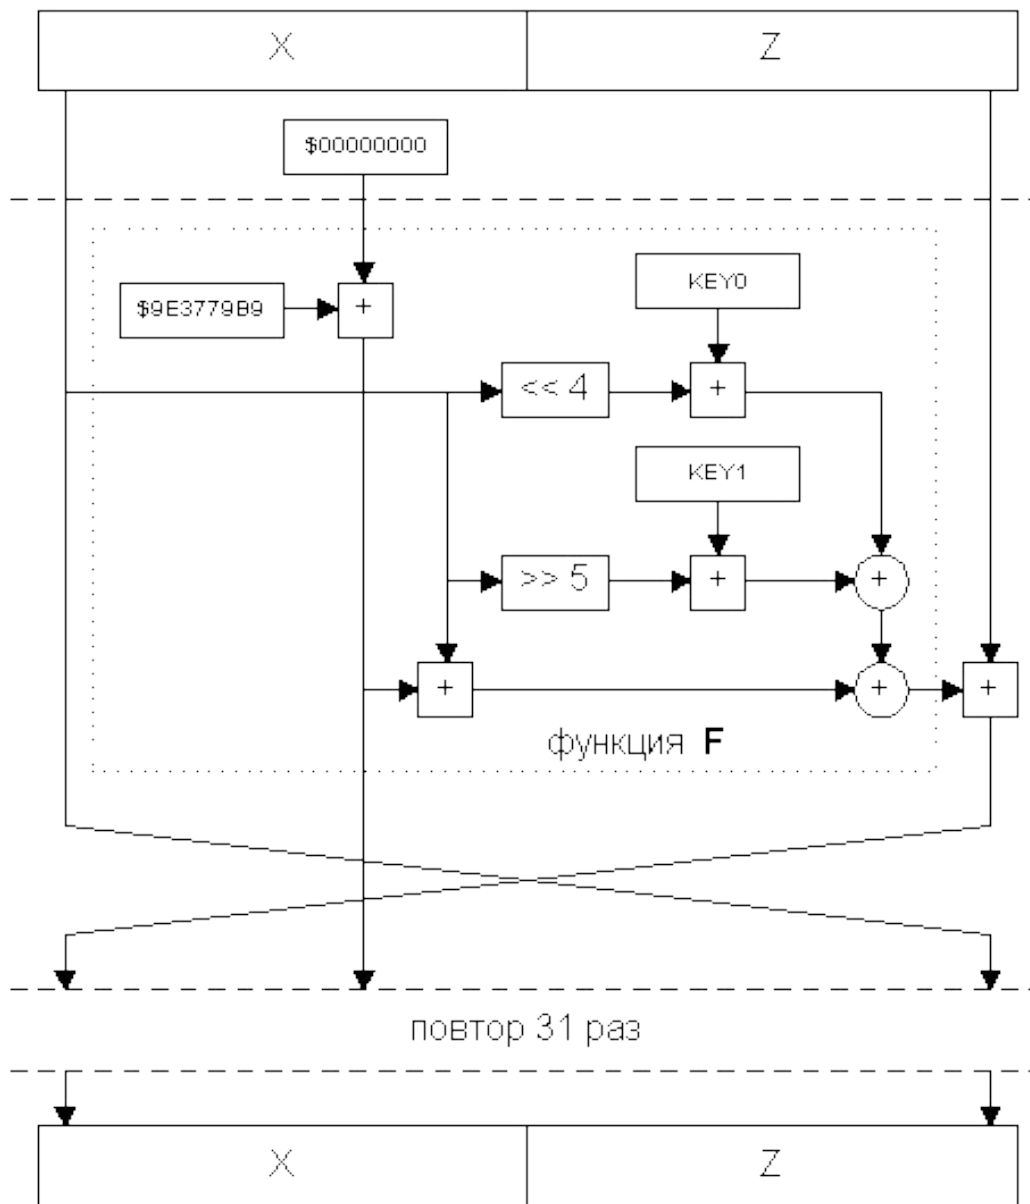 X Z
$00000000
KEY0
$9E3779B9 +
<< 4 +
KEY1
>> 5 + +
+ + +
функция F
повтор 31 раз
X Z